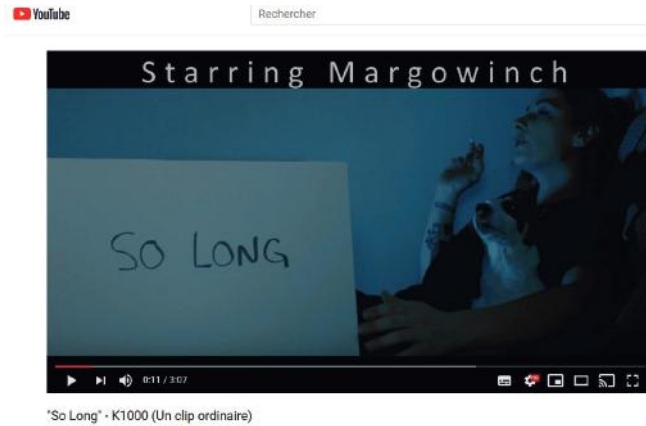 YouTube
Rechercher
Starring Margowinch
SO LONG
0:11 / 3:07
"So Long" - K1000 (Un clip ordinaire)